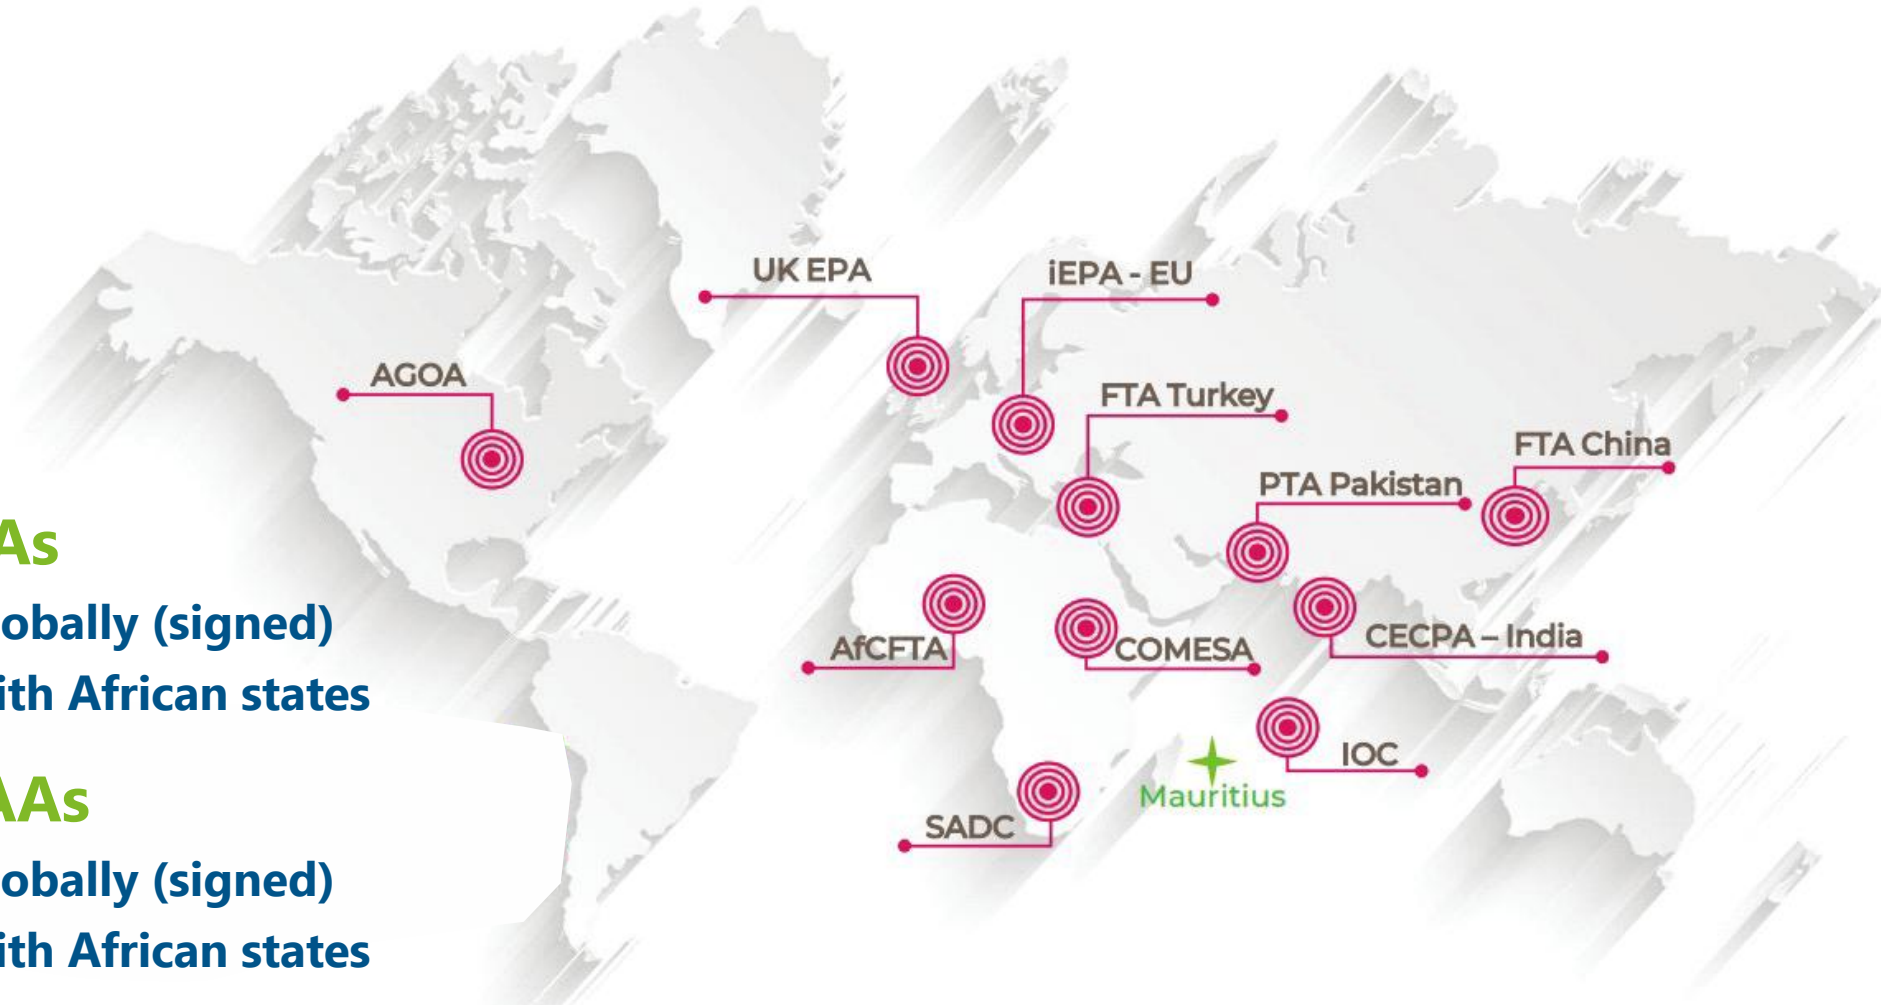 UK EPA
iEPA - EU
AGOA
FTA Turkey
FTA China
PTA Pakistan
As
obally (signed)
AfCFTA
COMESA
CECPA – India
ith African states
IOC
Mauritius
AAs
SADC
obally (signed)
ith African states